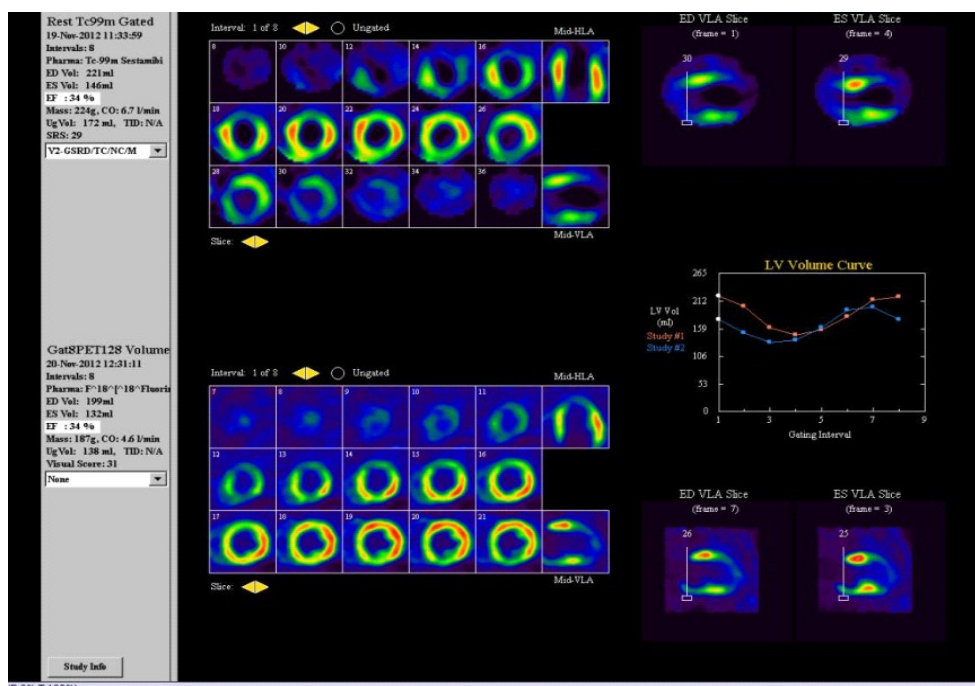 Rest Tc99m Gated
19-Nov-2012 11:33:59
Intervals: 8
Pharma: Tc-99m Sestamibi
ED Vol: 221ml
ES Vol: 146ml
EF : 34 %
Mass: 224g, CO: 6.7 l/min
UgVol: 172 ml, TID: N/A
SRS: 29
V2-GSRD/TC/NC/M
Interval: 1 of 8
Ungated
Mid-HLA
8 10 12 14 16
18 20 22 24 26
28 30 32 34 36
Slice:
Mid-VLA
ED VLA Slice
(frame = 1)
30
ES VLA Slice
(frame = 4)
29
LV Volume Curve
LV Vol
(ml)
Study #1
Study #2
265
212
159
106
53
0
1 3 5 7 9
Gating Interval
Gat8PET128 Volume
20-Nov-2012 12:31:11
Intervals: 8
Pharma: F^18^[^18^Fluorin
ED Vol: 199ml
ES Vol: 132ml
EF : 34 %
Mass: 187g, CO: 4.6 l/min
UgVol: 138 ml, TID: N/A
Visual Score: 31
None
Interval: 1 of 8
Ungated
Mid-HLA
7 8 9 10 11
12 13 14 15 16
17 18 19 20 21
Slice:
Mid-VLA
ED VLA Slice
(frame = 7)
26
ES VLA Slice
(frame = 3)
25
Study Info